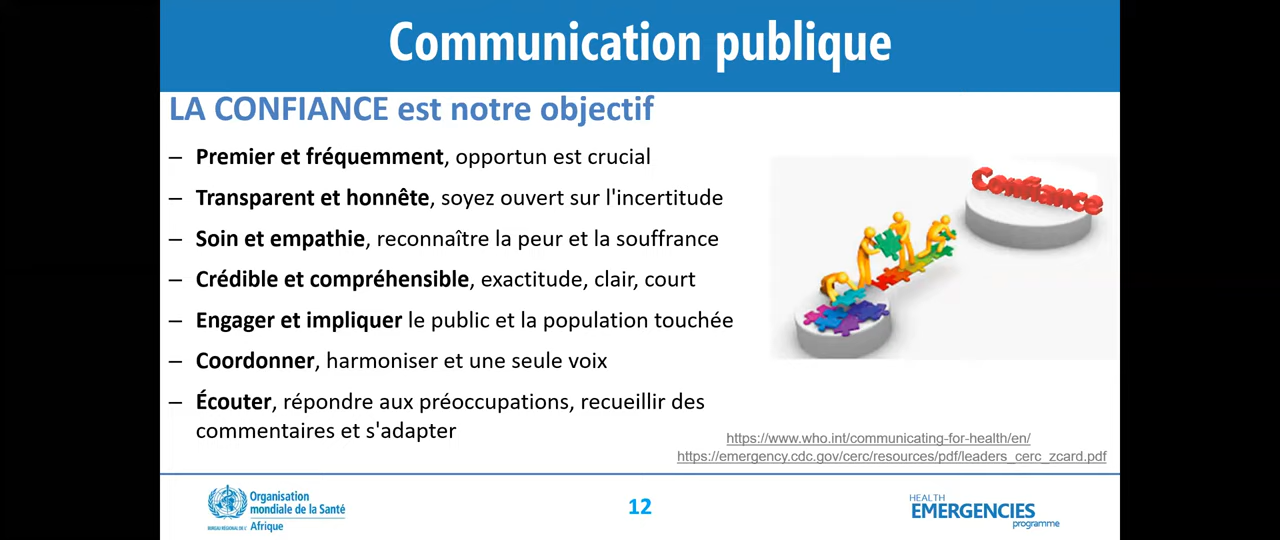 Communication publique
LA CONFIANCE est notre objectif
– Premier et fréquemment, opportun est crucial
– Transparent et honnête, soyez ouvert sur l'incertitude
– Soin et empathie, reconnaître la peur et la souffrance
– Crédible et compréhensible, exactitude, clair, court
– Engager et impliquer le public et la population touchée
– Coordonner, harmoniser et une seule voix
– Écouter, répondre aux préoccupations, recueillir des
commentaires et s'adapter
Confiance
https://www.who.int/communicating-for-health/en/
https://emergency.cdc.gov/cerc/resources/pdf/leaders_cerc_zcard.pdf
Organisation
mondiale de la Santé
BUREAU RÉGIONAL DE L' Afrique
12
HEALTH
EMERGENCIES
programme